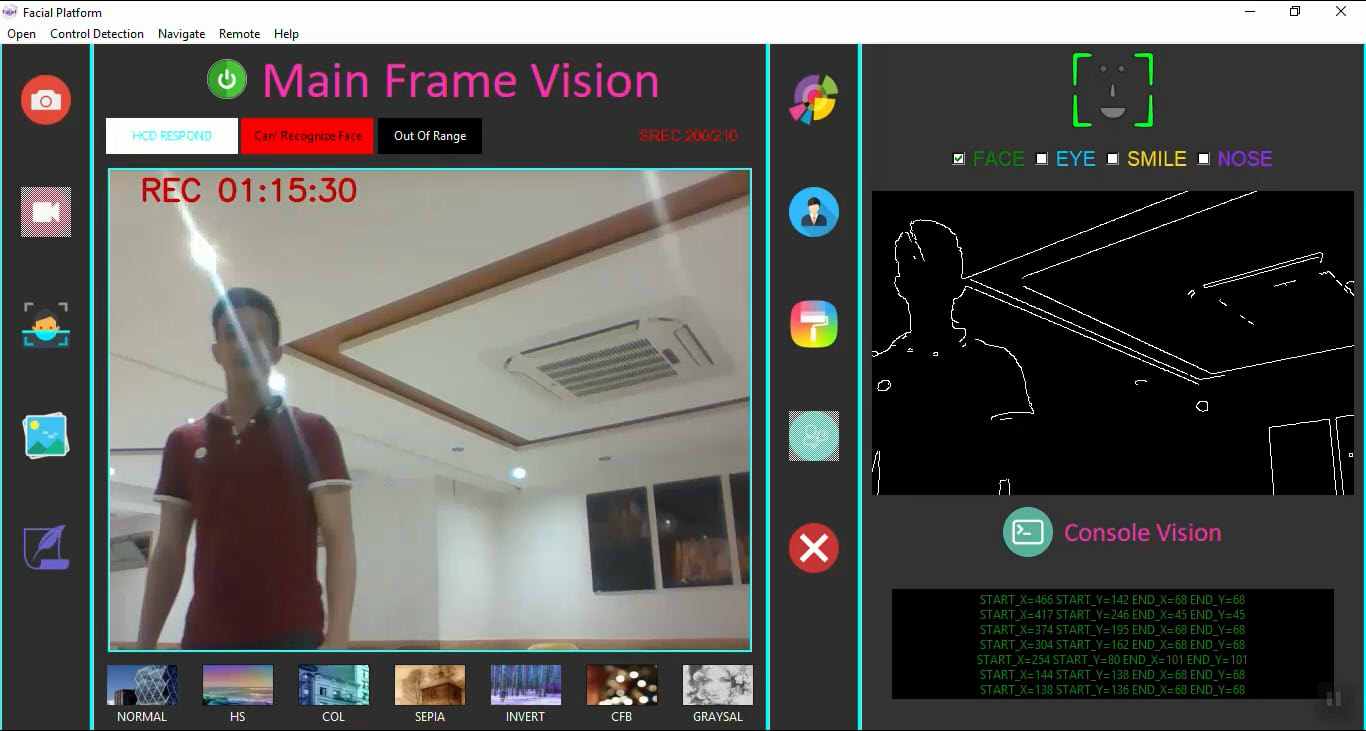 Facial Platform
Open Control Detection Navigate Remote Help
Main Frame Vision
HCD RESPOND Can' Recognize Face Out Of Range SREC 200/210
REC 01:15:30
NORMAL HS COL SEPIA INVERT CFB GRAYSAL
FACE EYE SMILE NOSE
Console Vision
START_X=466 START_Y=142 END_X=68 END_Y=68
START_X=417 START_Y=246 END_X=45 END_Y=45
START_X=374 START_Y=195 END_X=68 END_Y=68
START_X=304 START_Y=162 END_X=68 END_Y=68
START_X=254 START_Y=80 END_X=101 END_Y=101
START_X=144 START_Y=138 END_X=68 END_Y=68
START_X=138 START_Y=136 END_X=68 END_Y=68